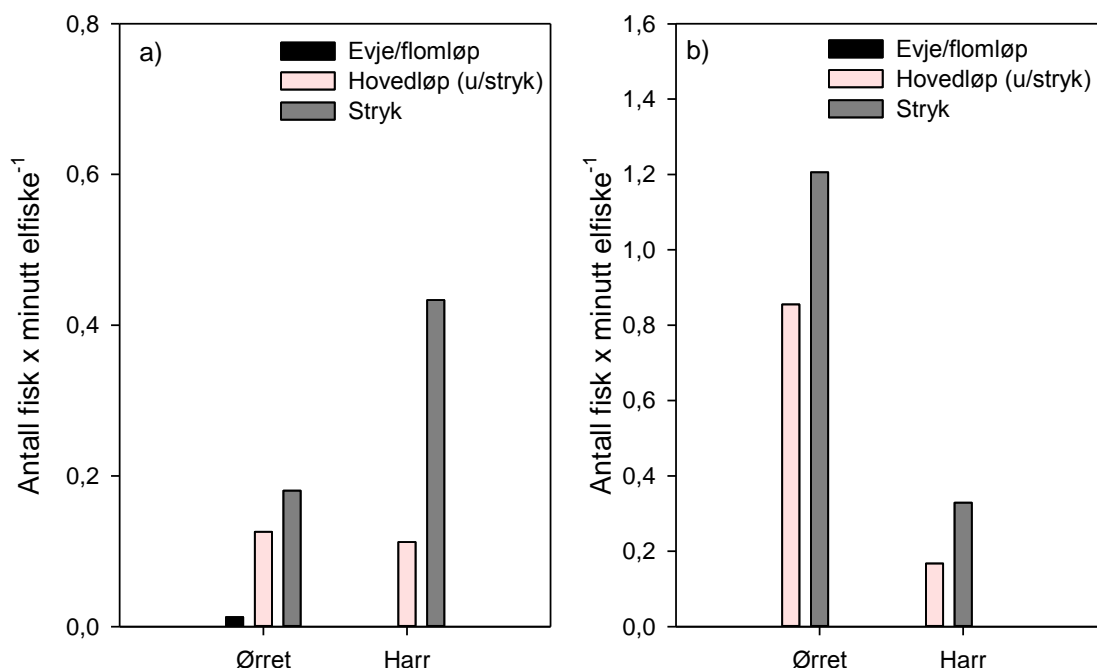 a)
Evje/flomløp
Hovedløp (u/stryk)
Stryk
Antall fisk x minutt elfiske-1
0,8
0,6
0,4
0,2
0,0
Ørret
Harr
b)
Evje/flomløp
Hovedløp (u/stryk)
Stryk
Antall fisk x minutt elfiske-1
1,6
1,4
1,2
1,0
0,8
0,6
0,4
0,2
0,0
Ørret
Harr